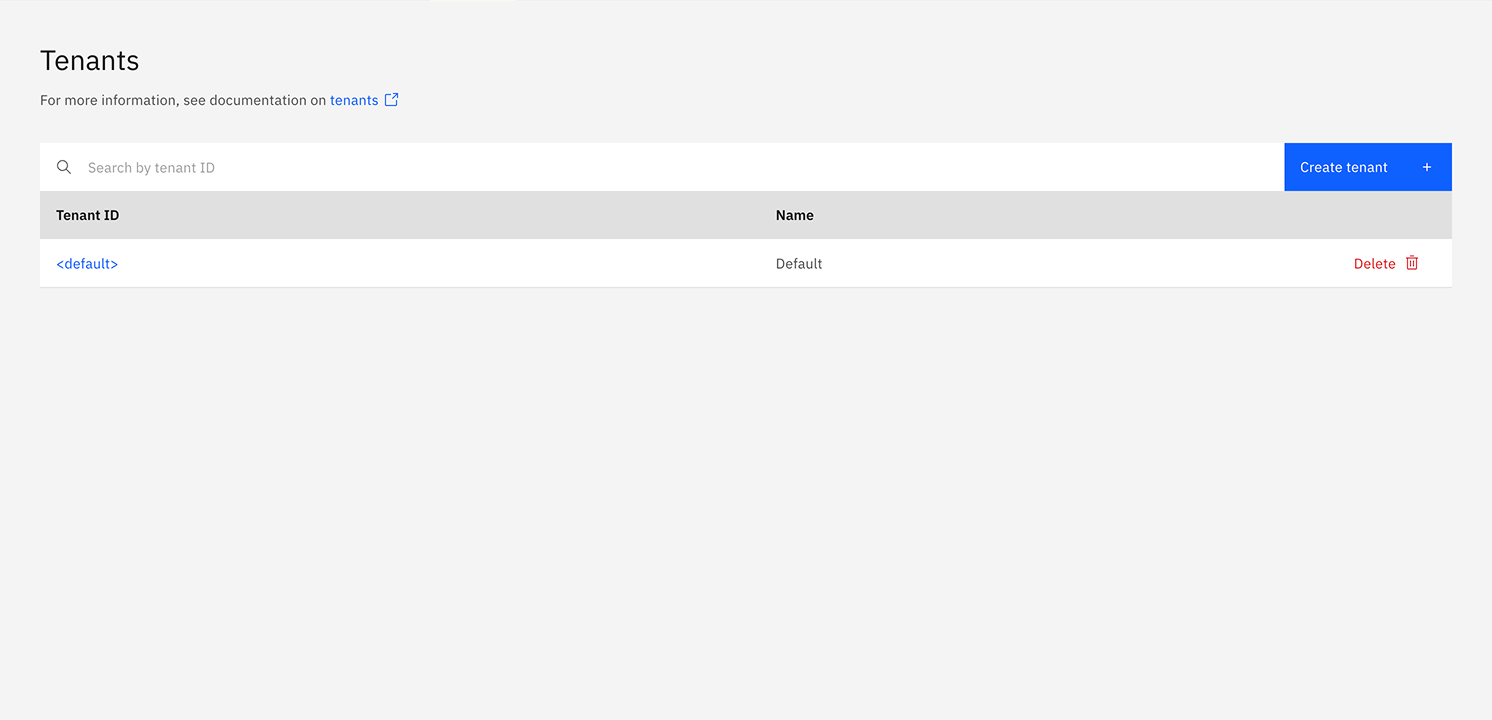 Tenants
For more information, see documentation on tenants
Search by tenant ID
Create tenant +
Tenant ID Name
<default> Default Delete